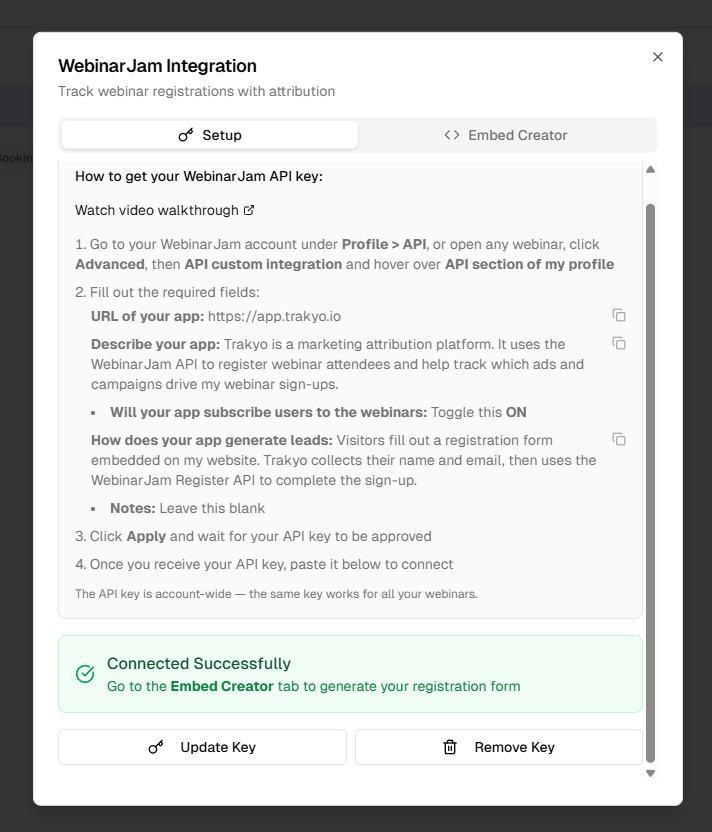 WebinarJam Integration
Track webinar registrations with attribution
Setup
Embed Creator
How to get your WebinarJam API key:
Watch video walkthrough
1. Go to your WebinarJam account under Profile > API, or open any webinar, click
Advanced, then API custom integration and hover over API section of my profile
2. Fill out the required fields:
URL of your app: https://app.trakyo.io
Describe your app: Trakyo is a marketing attribution platform. It uses the
WebinarJam API to register webinar attendees and help track which ads and
campaigns drive my webinar sign-ups.
• Will your app subscribe users to the webinars: Toggle this ON
How does your app generate leads: Visitors fill out a registration form
embedded on my website. Trakyo collects their name and email, then uses the
WebinarJam Register API to complete the sign-up.
• Notes: Leave this blank
3. Click Apply and wait for your API key to be approved
4. Once you receive your API key, paste it below to connect
The API key is account-wide — the same key works for all your webinars.
Connected Successfully
Go to the Embed Creator tab to generate your registration form
Update Key
Remove Key